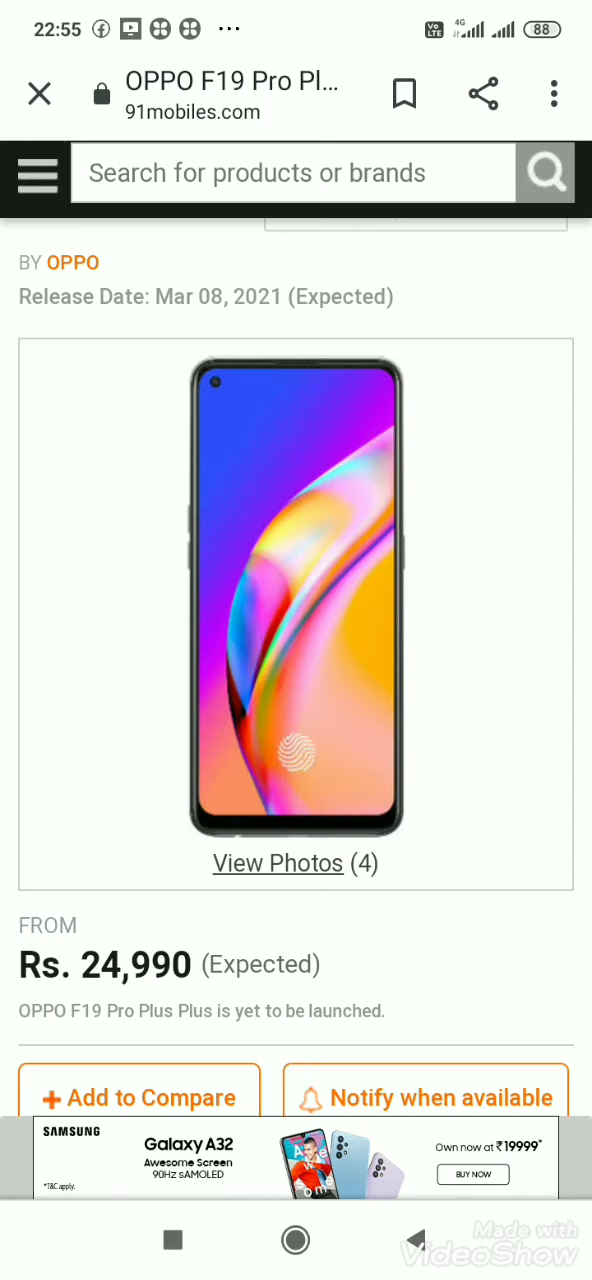 22:55
Vo LTE 4G 88
OPPO F19 Pro Pl...
91mobiles.com
Search for products or brands
BY OPPO
Release Date: Mar 08, 2021 (Expected)
View Photos (4)
FROM
Rs. 24,990 (Expected)
OPPO F19 Pro Plus Plus is yet to be launched.
Add to Compare
Notify when available
SAMSUNG
Galaxy A32
Awesome Screen
90Hz sAMOLED
*T&C apply.
Own now at ₹19999*
BUY NOW
Made with
VideoShow